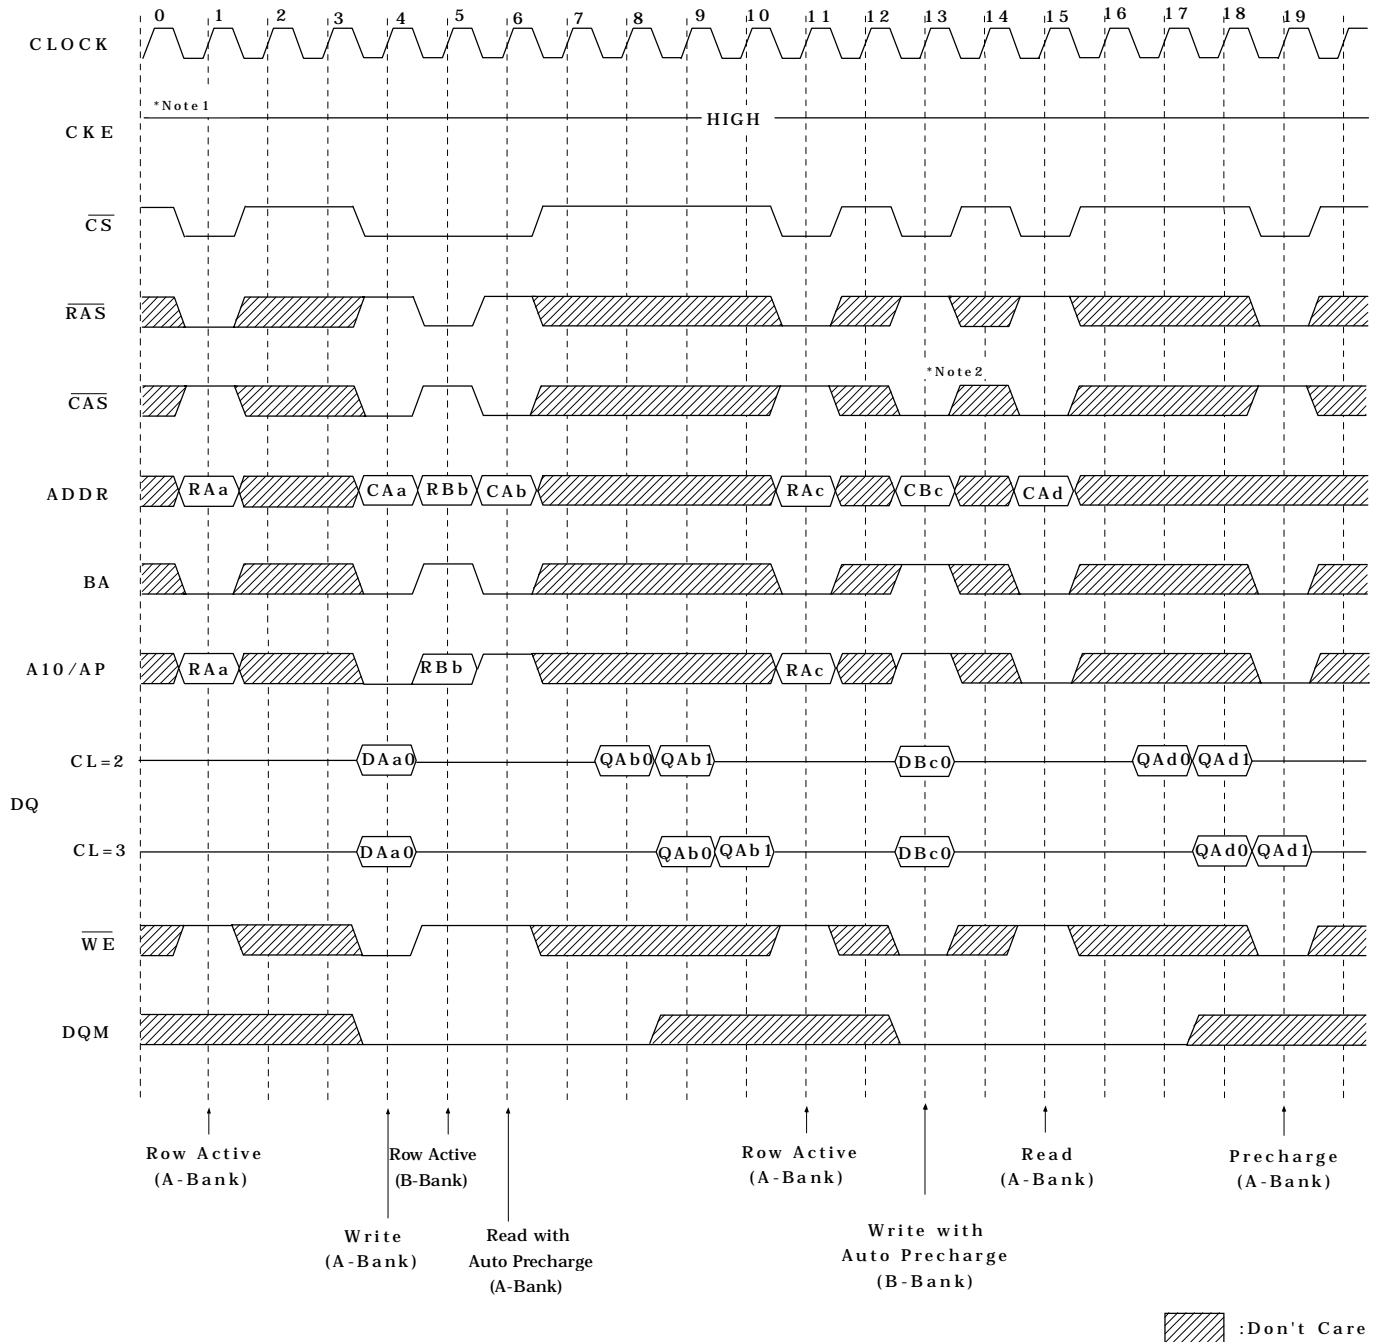 0 1 2 3 4 5 6 7 8 9 10 11 12 13 14 15 16 17 18 19
CLOCK
*Note1
CKE
HIGH
CS
RAS
*Note2
CAS
ADDR RAa CAa RBb CAb RAc CBc CAd
BA
A10/AP RAa RBb RAc
CL=2 DAa0 QAb0 QAb1 DBc0 QAd0 QAd1
DQ
CL=3 DAa0 QAb0 QAb1 DBc0 QAd0 QAd1
WE
DQM
Row Active
(A-Bank)
Write
(A-Bank)
Row Active
(B-Bank)
Read with
Auto Precharge
(A-Bank)
Row Active
(A-Bank)
Write with
Auto Precharge
(B-Bank)
Read
(A-Bank)
Precharge
(A-Bank)
:Don't Care